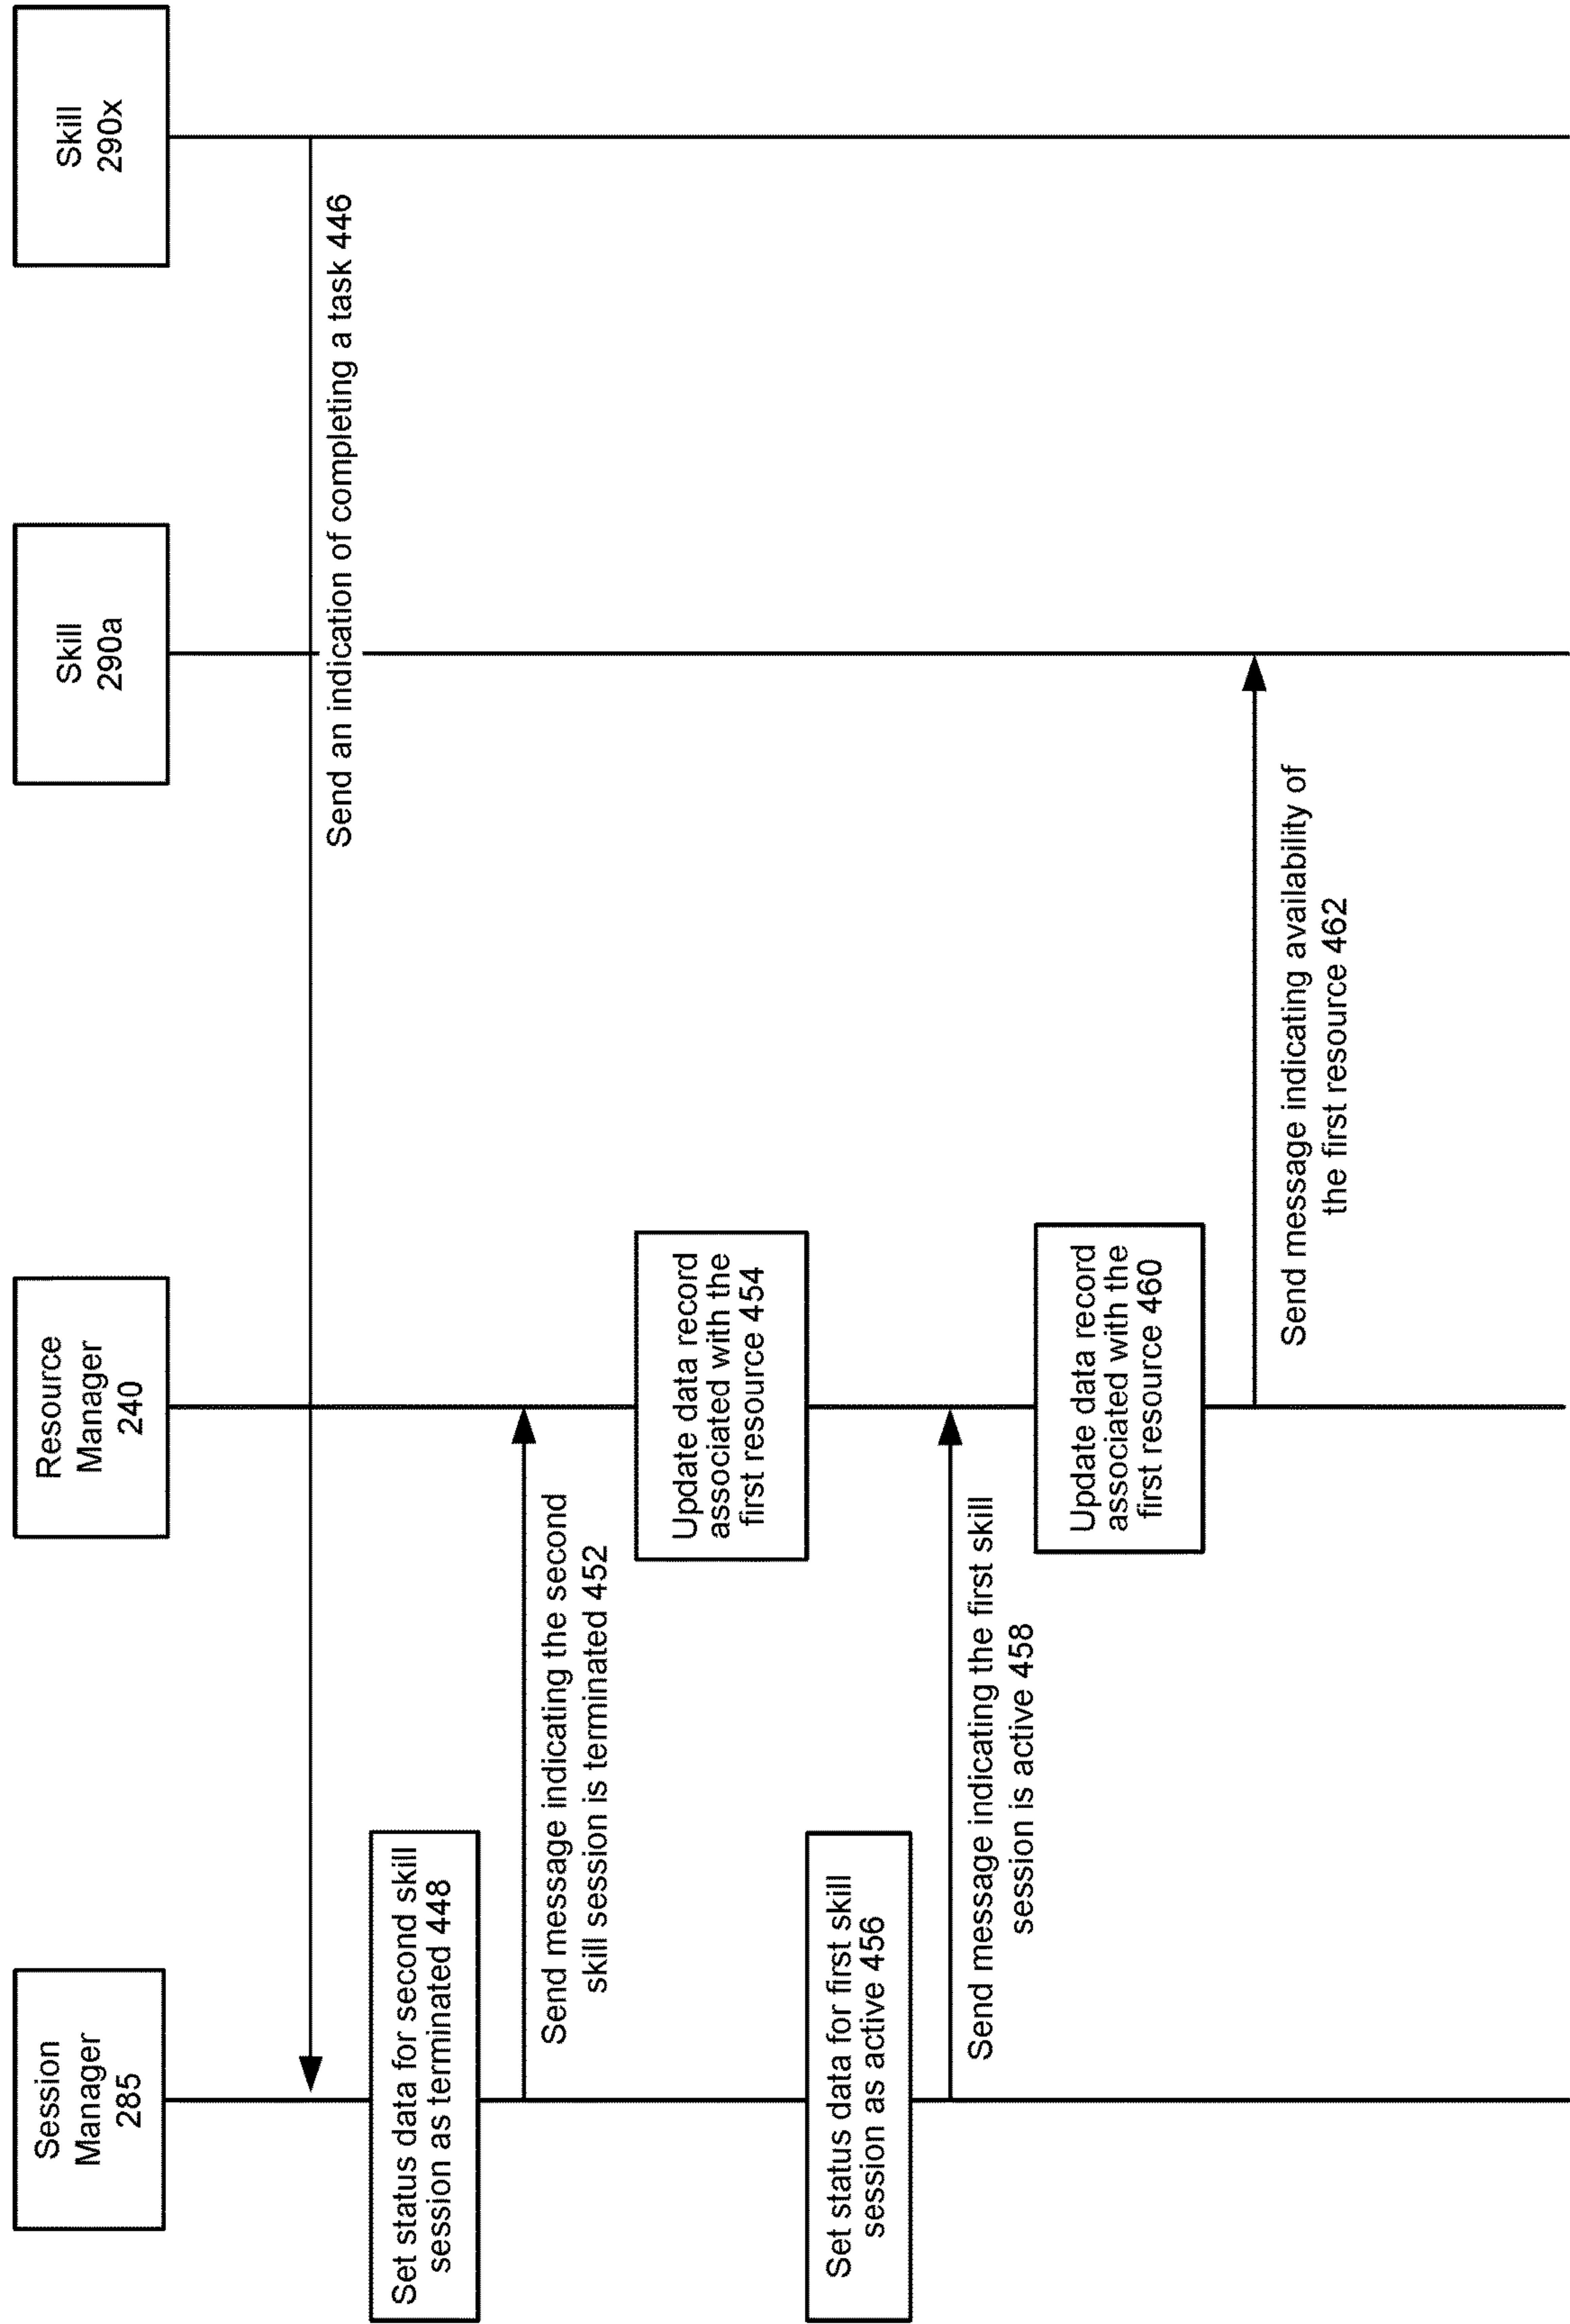 Session
Manager
285
Resource
Manager
240
Skill
290a
Skill
290x
Send an indication of completing a task 446
Set status data for second skill
session as terminated 448
Send message indicating the second
skill session is terminated 452
Update data record
associated with the
first resource 454
Set status data for first skill
session as active 456
Send message indicating the first skill
session is active 458
Update data record
associated with the
first resource 460
Send message indicating availability of
the first resource 462